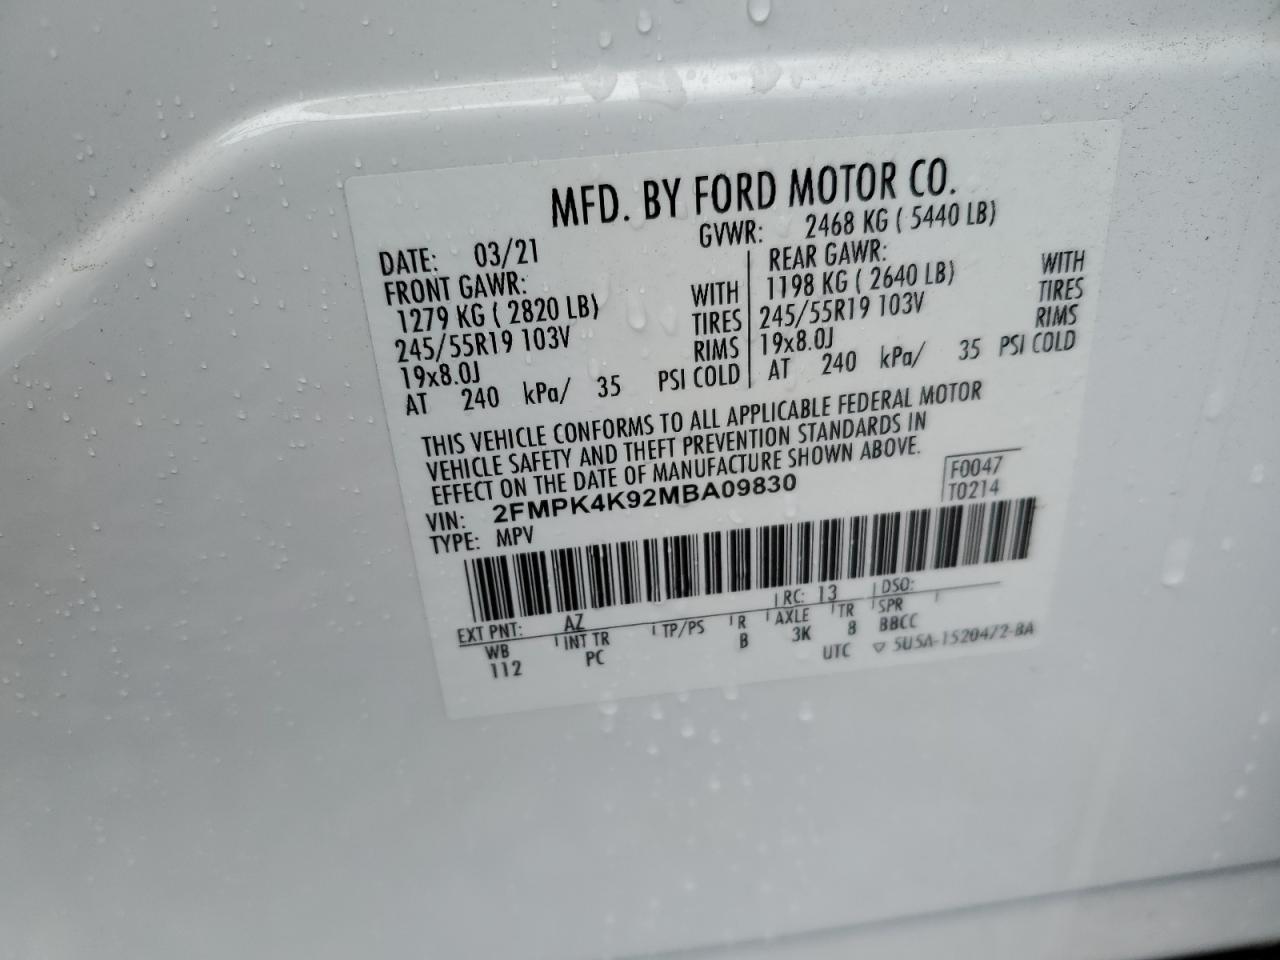 MFD. BY FORD MOTOR CO.
DATE: 03/21 GVWR: 2468 KG ( 5440 LB)
FRONT GAWR: REAR GAWR:
1279 KG ( 2820 LB) WITH 1198 KG ( 2640 LB) WITH
245/55R19 103V TIRES 245/55R19 103V TIRES
19x8.0J RIMS 19x8.0J RIMS
AT 240 kPa/ 35 PSI COLD AT 240 kPa/ 35 PSI COLD
THIS VEHICLE CONFORMS TO ALL APPLICABLE FEDERAL MOTOR
VEHICLE SAFETY AND THEFT PREVENTION STANDARDS IN
EFFECT ON THE DATE OF MANUFACTURE SHOWN ABOVE.
F0047
VIN: 2FMPK4K92MBA09830 T0214
TYPE: MPV
EXT PNT: AZ RC: 13 DSO:
WB INT TR TP/PS R AXLE TR SPR
112 PC B 3K 8 BBCC
UTC ▽ 5U5A-1520472-BA